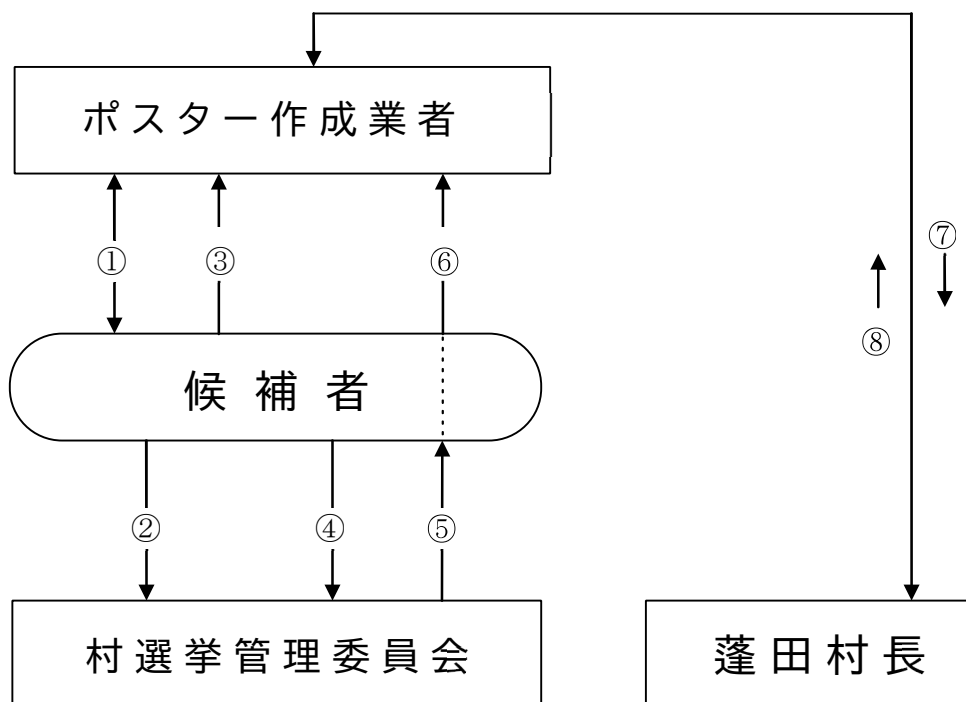 ポスター作成業者
① ③ ⑥ ⑦
⑧
候補者
② ④ ⑤
村選挙管理委員会 蓬田村長